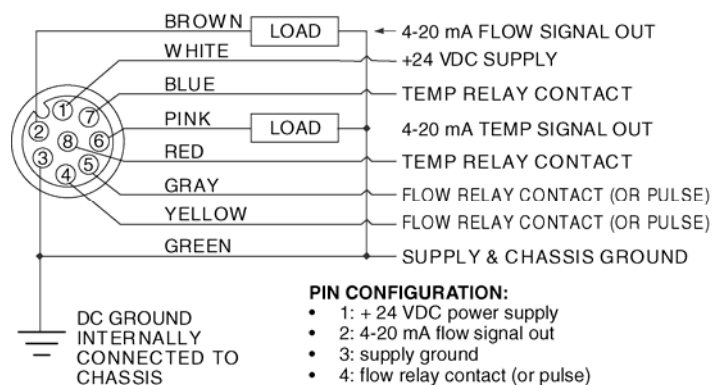 BROWN LOAD 4-20 mA FLOW SIGNAL OUT
WHITE +24 VDC SUPPLY
BLUE TEMP RELAY CONTACT
PINK LOAD 4-20 mA TEMP SIGNAL OUT
RED TEMP RELAY CONTACT
GRAY FLOW RELAY CONTACT (OR PULSE)
YELLOW FLOW RELAY CONTACT (OR PULSE)
GREEN SUPPLY & CHASSIS GROUND
1
7
2
8
6
3
5
4
DC GROUND
INTERNALLY
CONNECTED TO
CHASSIS
PIN CONFIGURATION:
• 1: + 24 VDC power supply
• 2: 4-20 mA flow signal out
• 3: supply ground
• 4: flow relay contact (or pulse)